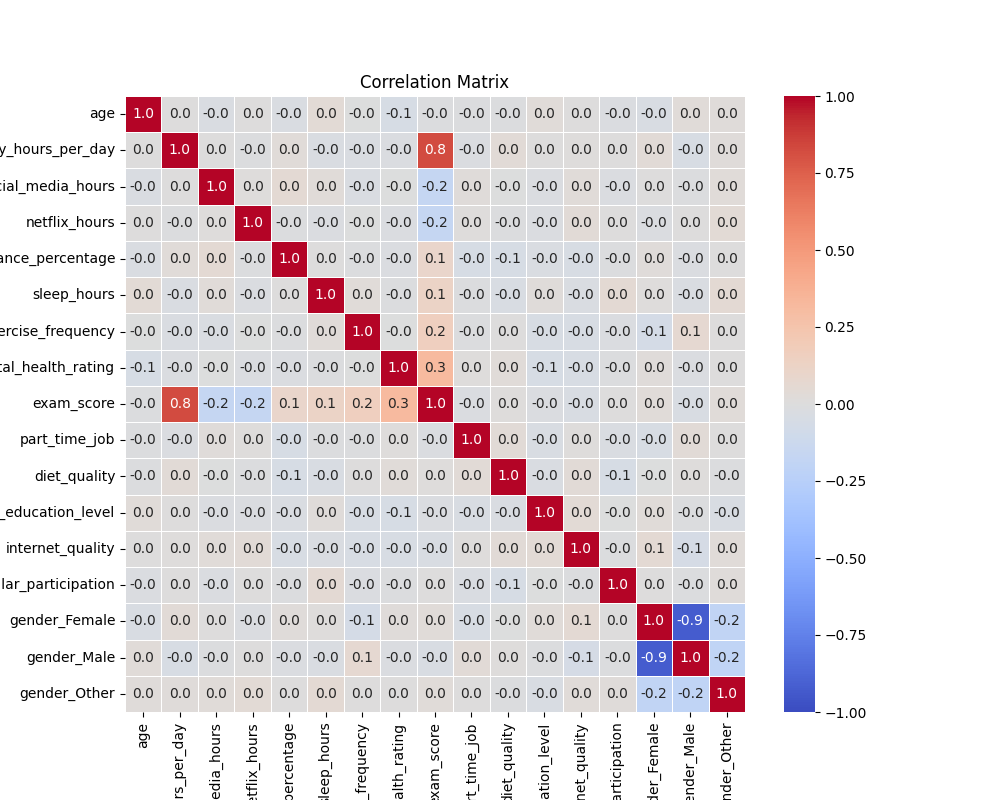 Correlation Matrix
age 1.0 0.0 -0.0 0.0 -0.0 0.0 -0.0 -0.1 -0.0 -0.0 -0.0 0.0 0.0 -0.0 -0.0 0.0 0.0
y_hours_per_day 0.0 1.0 0.0 -0.0 0.0 -0.0 -0.0 -0.0 0.8 -0.0 0.0 0.0 0.0 0.0 0.0 -0.0 0.0
cial_media_hours -0.0 0.0 1.0 0.0 0.0 0.0 -0.0 -0.0 -0.2 0.0 -0.0 -0.0 0.0 -0.0 -0.0 -0.0 0.0
netflix_hours 0.0 -0.0 0.0 1.0 -0.0 -0.0 -0.0 0.0 -0.2 0.0 -0.0 -0.0 0.0 0.0 -0.0 0.0 0.0
ance_percentage -0.0 0.0 0.0 -0.0 1.0 0.0 -0.0 -0.0 0.1 -0.0 -0.1 -0.0 -0.0 -0.0 0.0 -0.0 0.0
sleep_hours 0.0 -0.0 0.0 -0.0 0.0 1.0 0.0 -0.0 0.1 -0.0 -0.0 0.0 -0.0 0.0 0.0 -0.0 0.0
ercise_frequency -0.0 -0.0 -0.0 -0.0 -0.0 0.0 1.0 -0.0 0.2 -0.0 0.0 -0.0 -0.0 -0.0 -0.1 0.1 0.0
tal_health_rating -0.1 -0.0 -0.0 0.0 -0.0 -0.0 -0.0 1.0 0.3 0.0 0.0 -0.1 -0.0 -0.0 0.0 -0.0 0.0
exam_score -0.0 0.8 -0.2 -0.2 0.1 0.1 0.2 0.3 1.0 -0.0 0.0 -0.0 -0.0 0.0 0.0 -0.0 0.0
part_time_job -0.0 -0.0 0.0 0.0 -0.0 -0.0 -0.0 0.0 -0.0 1.0 0.0 -0.0 0.0 -0.0 -0.0 0.0 0.0
diet_quality -0.0 0.0 -0.0 -0.0 -0.1 -0.0 0.0 0.0 0.0 0.0 1.0 -0.0 0.0 -0.1 -0.0 0.0 -0.0
_education_level 0.0 0.0 -0.0 -0.0 -0.0 0.0 -0.0 -0.1 -0.0 -0.0 -0.0 1.0 0.0 -0.0 0.0 -0.0 -0.0
internet_quality 0.0 0.0 0.0 0.0 -0.0 -0.0 -0.0 -0.0 -0.0 0.0 0.0 0.0 1.0 -0.0 0.1 -0.1 0.0
lar_participation -0.0 0.0 -0.0 0.0 -0.0 0.0 -0.0 -0.0 0.0 -0.0 -0.1 -0.0 -0.0 1.0 0.0 -0.0 0.0
gender_Female -0.0 0.0 -0.0 -0.0 0.0 0.0 -0.1 0.0 0.0 -0.0 -0.0 0.0 0.1 0.0 1.0 -0.9 -0.2
gender_Male 0.0 -0.0 -0.0 0.0 -0.0 -0.0 0.1 -0.0 -0.0 0.0 0.0 -0.0 -0.1 -0.0 -0.9 1.0 -0.2
gender_Other 0.0 0.0 0.0 0.0 0.0 0.0 0.0 0.0 0.0 0.0 -0.0 -0.0 0.0 0.0 -0.2 -0.2 1.0
age
rs_per_day
edia_hours
etflix_hours
percentage
sleep_hours
_frequency
alth_rating
exam_score
rt_time_job
diet_quality
ation_level
net_quality
articipation
der_Female
ender_Male
nder_Other
1.00
0.75
0.50
0.25
0.00
−0.25
−0.50
−0.75
−1.00